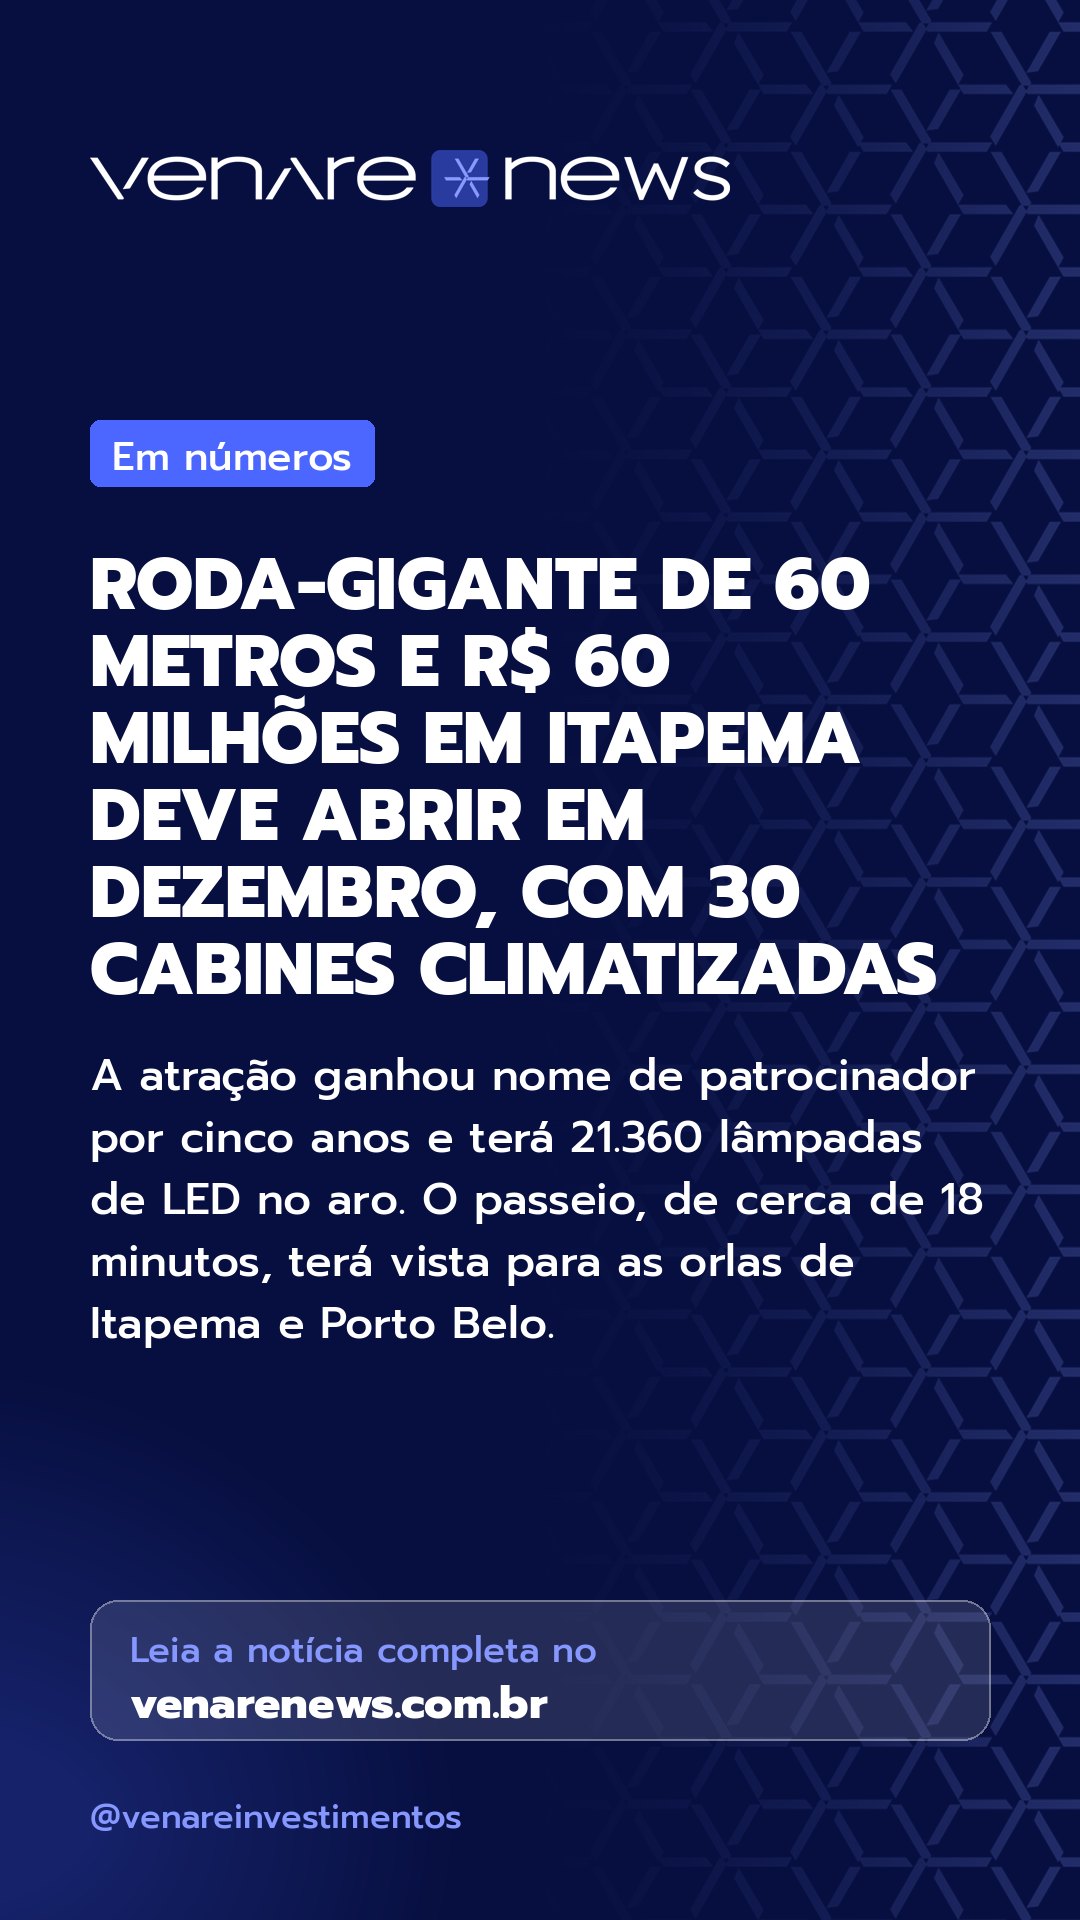 venare news
Em números
RODA-GIGANTE DE 60
METROS E R$ 60
MILHÕES EM ITAPEMA
DEVE ABRIR EM
DEZEMBRO, COM 30
CABINES CLIMATIZADAS
A atração ganhou nome de patrocinador
por cinco anos e terá 21.360 lâmpadas
de LED no aro. O passeio, de cerca de 18
minutos, terá vista para as orlas de
Itapema e Porto Belo.
Leia a notícia completa no
venarenews.com.br
@venareinvestimentos